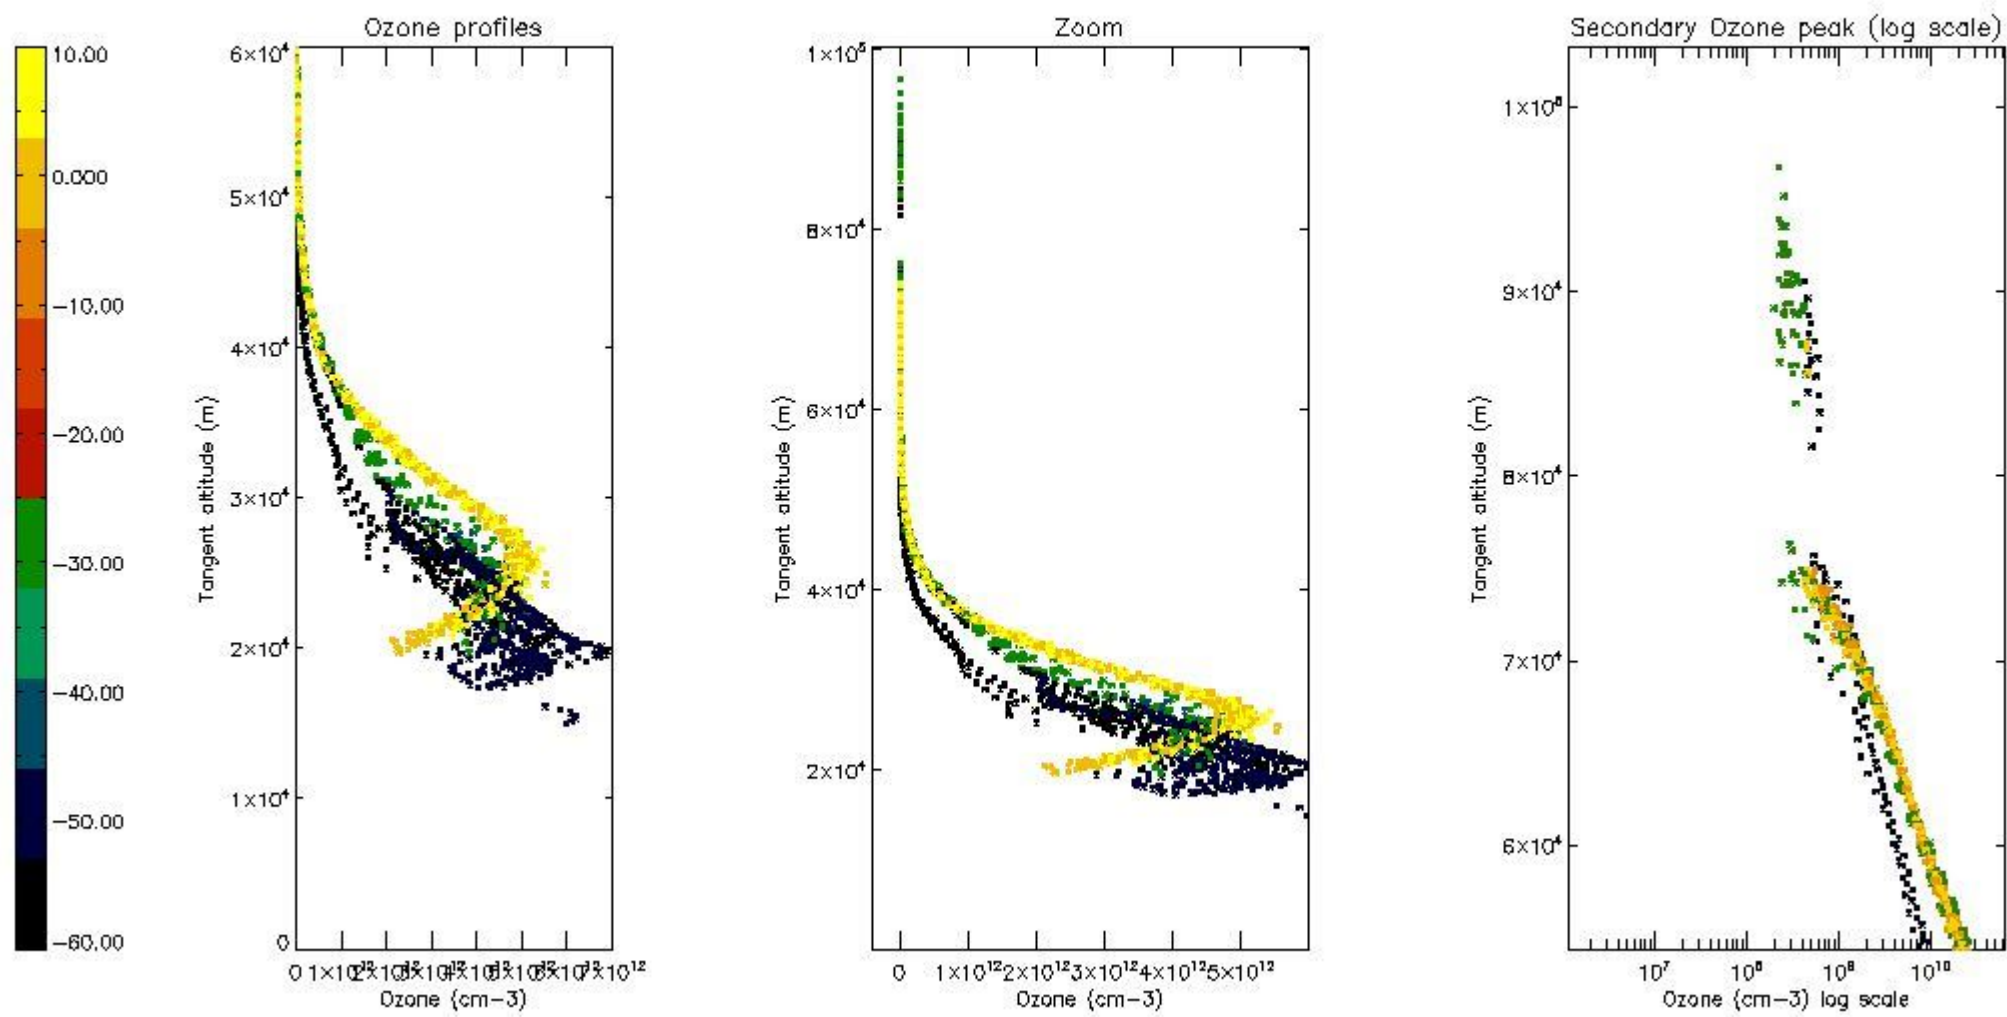 Ozone profiles
Zoom
Secondary Ozone peak (log scale)
10.00
0.000
−10.00
−20.00
−30.00
−40.00
−50.00
−60.00
6×10⁴
5×10⁴
4×10⁴
3×10⁴
2×10⁴
1×10⁴
0
Tangent altitude (m)
Ozone (cm−3)
1×10⁵
8×10⁴
6×10⁴
4×10⁴
2×10⁴
Tangent altitude (m)
0 1×10¹² 2×10¹² 3×10¹² 4×10¹² 5×10¹²
Ozone (cm−3)
9×10⁴
8×10⁴
7×10⁴
6×10⁴
Tangent altitude (m)
10⁷ 10⁸ 10⁹ 10¹⁰
Ozone (cm−3) log scale